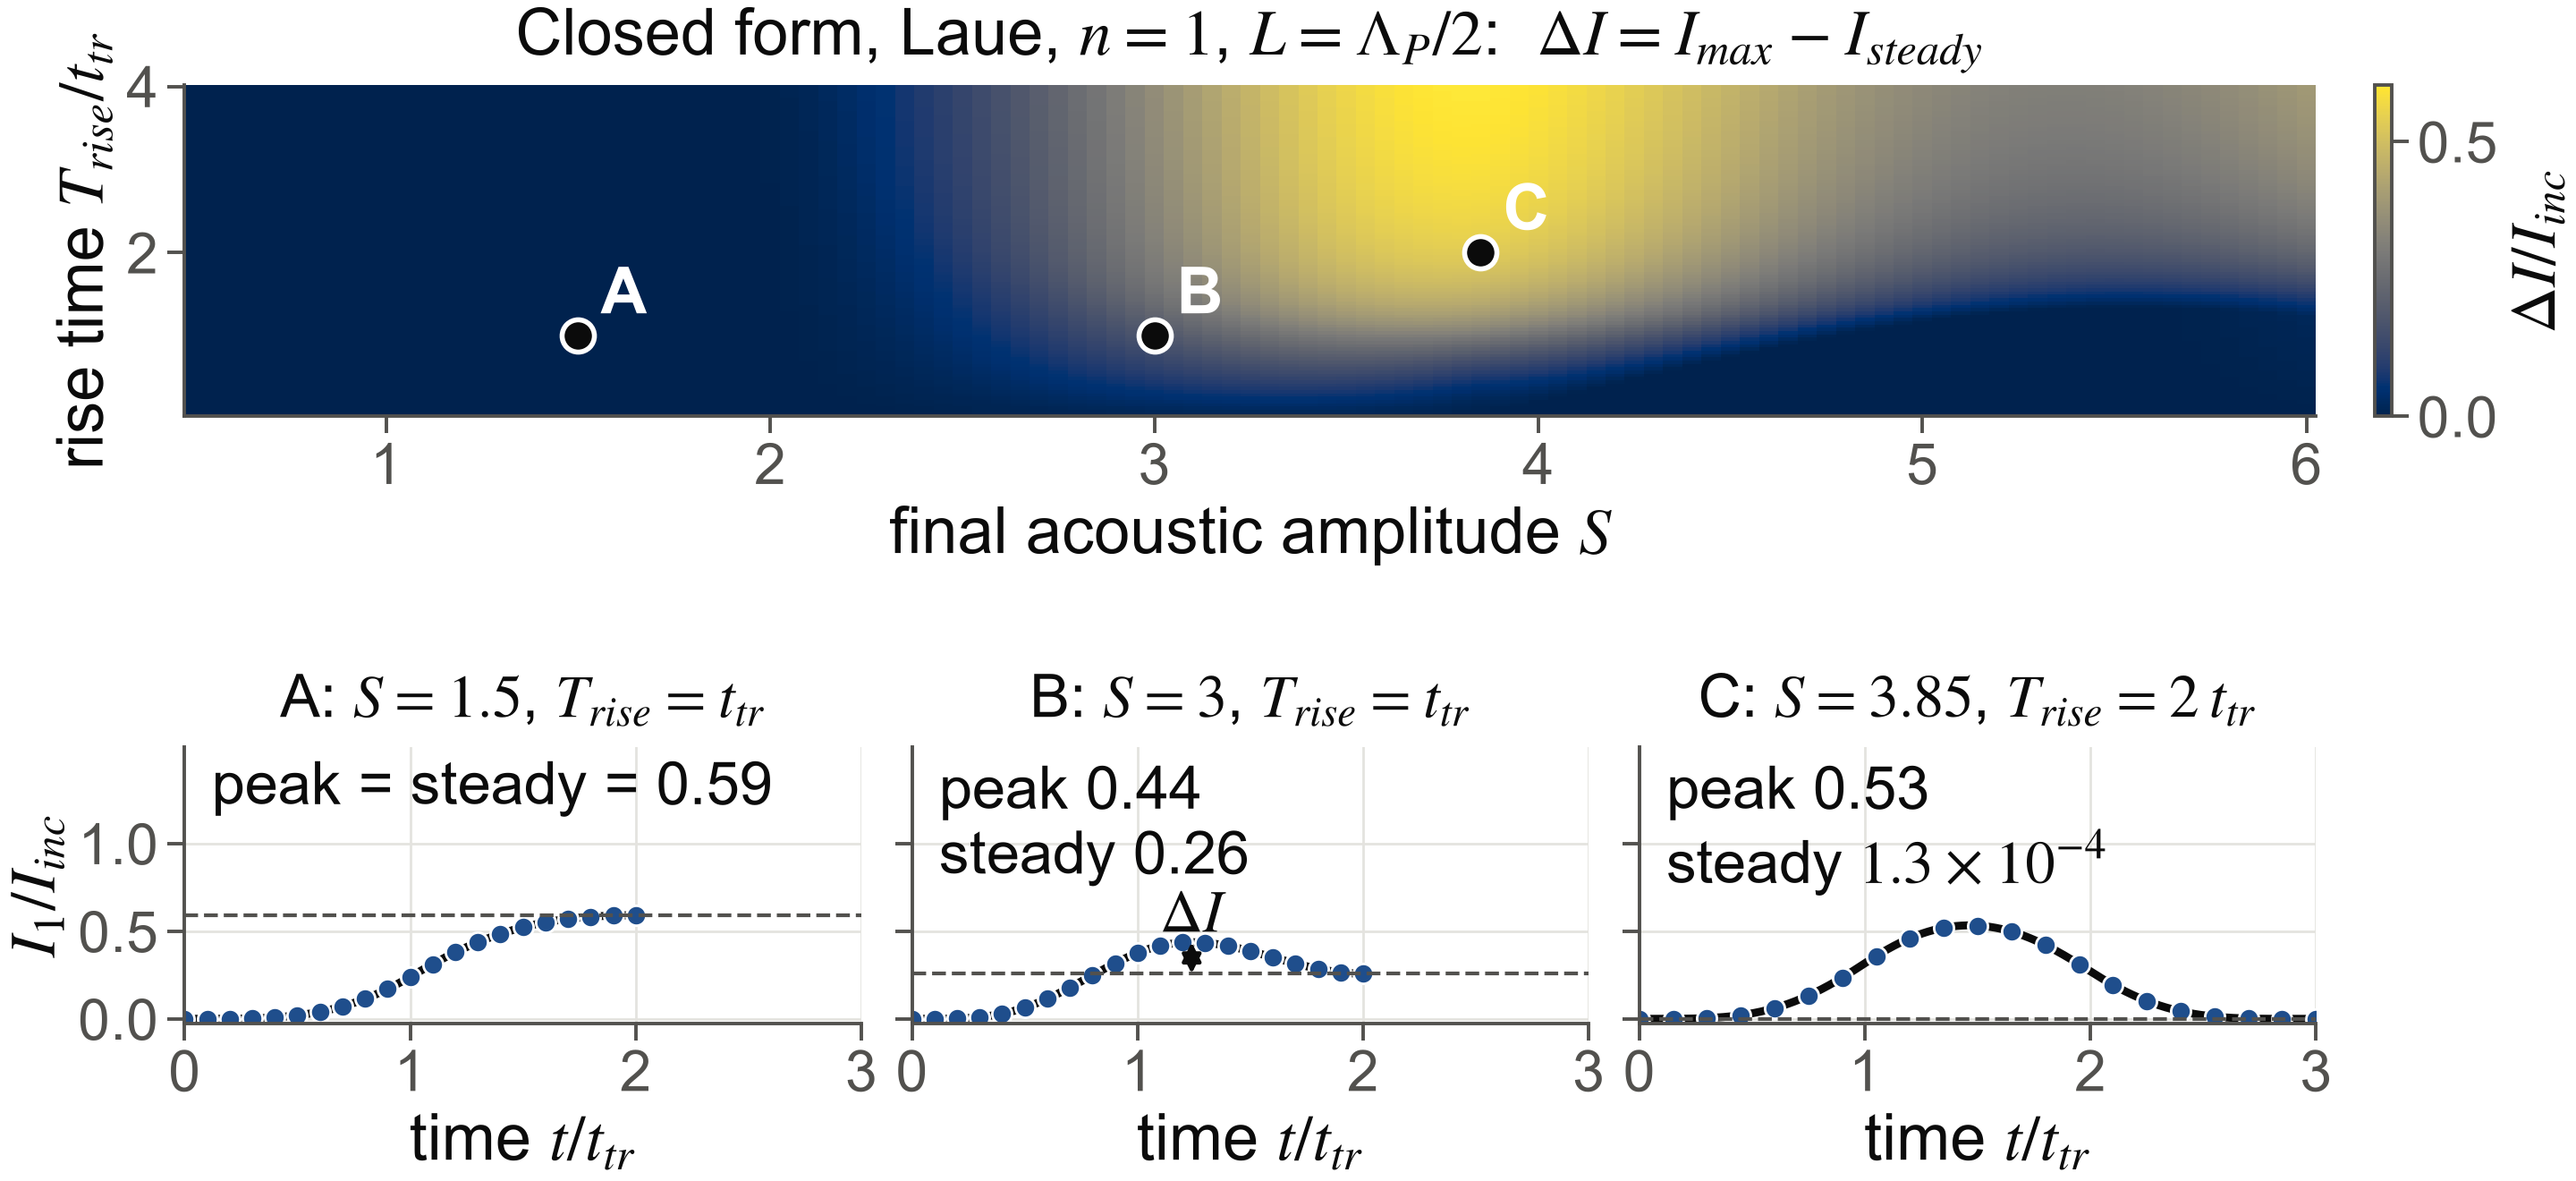 Closed form, Laue, n = 1, L = Λ_P/2: ΔI = I_max − I_steady
rise time T_rise/t_tr
4
2
A
B
C
1 2 3 4 5 6
final acoustic amplitude S
0.5
0.0
ΔI/I_inc
A: S = 1.5, T_rise = t_tr
peak = steady = 0.59
I_1/I_inc
1.0
0.5
0.0
0 1 2 3
time t/t_tr
B: S = 3, T_rise = t_tr
peak 0.44
steady 0.26
ΔI
0 1 2 3
time t/t_tr
C: S = 3.85, T_rise = 2 t_tr
peak 0.53
steady 1.3 × 10⁻⁴
0 1 2 3
time t/t_tr